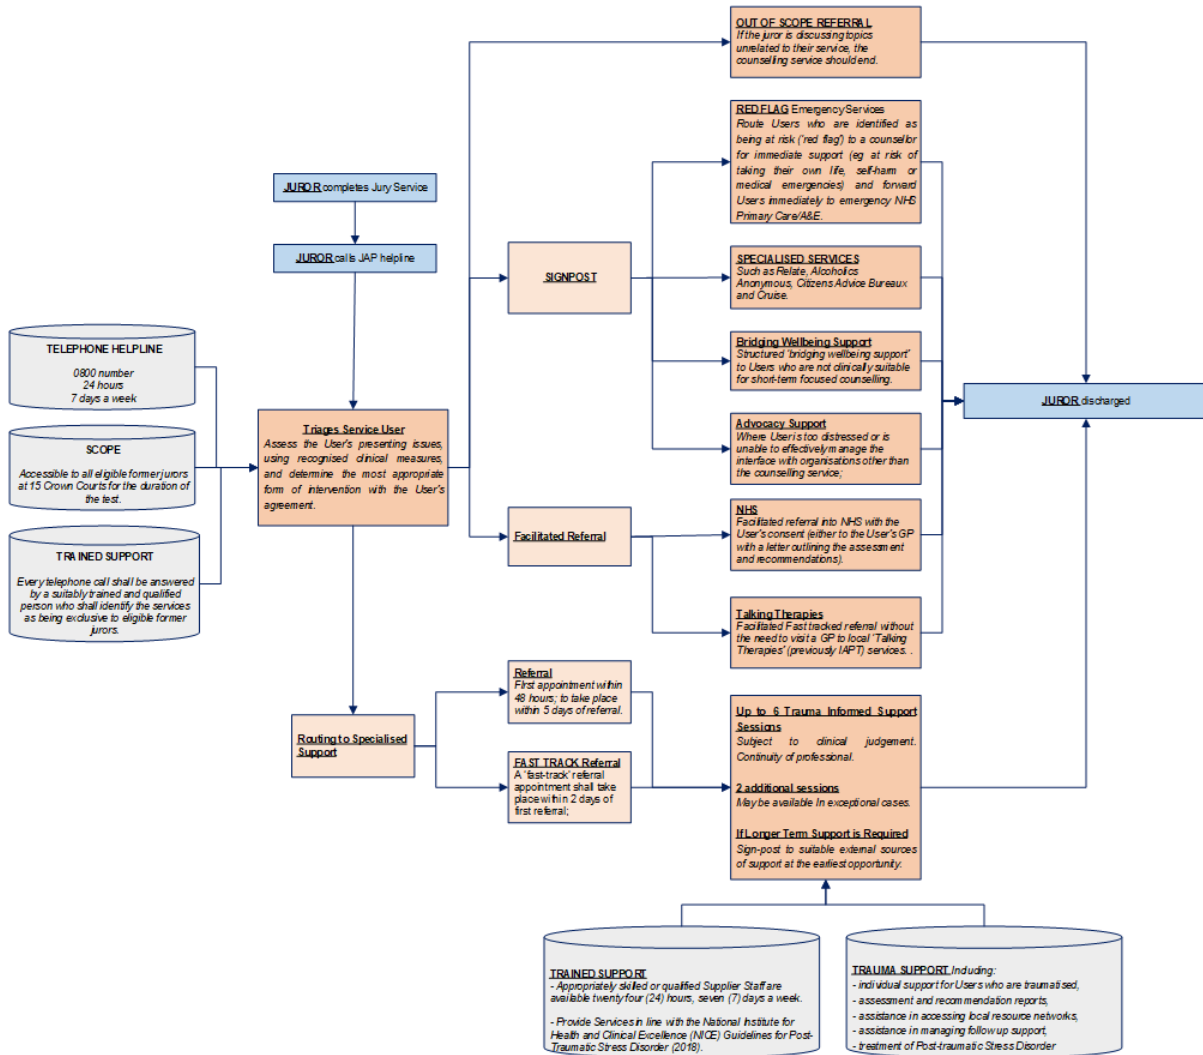 OUT OF SCOPE REFERRAL
If the juror is discussing topics
unrelated to their service, the
counselling service should end.
RED FLAG Emergency Services
Route Users who are identified as
being at risk ('red flag') to a counsellor
for immediate support (eg at risk of
taking their own life, self-harm or
medical emergencies) and forward
Users immediately to emergency NHS
Primary Care/A&E.
JUROR completes Jury Service
JUROR calls JAP helpline
SIGNPOST
SPECIALISED SERVICES
Such as Relate, Alcoholics
Anonymous, Citizens Advice Bureaux
and Cruise.
TELEPHONE HELPLINE
0800 number
24 hours
7 days a week
Bridging Wellbeing Support
Structured 'bridging wellbeing support'
to Users who are not clinically suitable
for short-term focused counselling.
JUROR discharged
Triages Service User
Assess the User's presenting issues,
using recognised clinical measures,
and determine the most appropriate
form of intervention with the User's
agreement.
SCOPE
Accessible to all eligible former jurors
at 15 Crown Courts for the duration of
the test.
Advocacy Support
Where User is too distressed or is
unable to effectively manage the
interface with organisations other than
the counselling service;
TRAINED SUPPORT
Every telephone call shall be answered
by a suitably trained and qualified
person who shall identify the services
as being exclusive to eligible former
jurors.
Facilitated Referral
NHS
Facilitated referral into NHS with the
User's consent (either to the User's GP
with a letter outlining the assessment
and recommendations).
Talking Therapies
Facilitated Fast tracked referral without
the need to visit a GP to local 'Talking
Therapies' (previously IAPT) services. .
Routing to Specialised
Support
Referral
First appointment within
48 hours; to take place
within 5 days of referral.
FAST TRACK Referral
A 'fast-track' referral
appointment shall take
place within 2 days of
first referral;
Up to 6 Trauma Informed Support
Sessions
Subject to clinical judgement.
Continuity of professional.
2 additional sessions
May be available In exceptional cases.
If Longer Term Support is Required
Sign-post to suitable external sources
of support at the earliest opportunity.
TRAINED SUPPORT
- Appropriately skilled or qualified Supplier Staff are
available twenty four (24) hours, seven (7) days a week.
- Provide Services in line with the National Institute for
Health and Clinical Excellence (NICE) Guidelines for Post-
Traumatic Stress Disorder (2018).
TRAUMA SUPPORT Including:
- individual support for Users who are traumatised,
- assessment and recommendation reports,
- assistance in accessing local resource networks,
- assistance in managing follow up support,
- treatment of Post-traumatic Stress Disorder